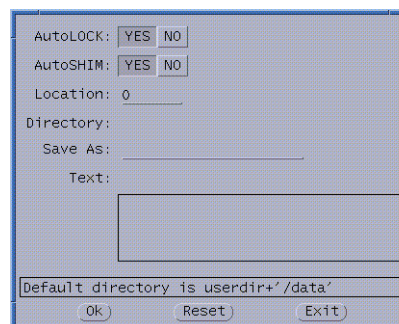 AutoLOCK: YES NO
AutoSHIM: YES NO
Location: 0
Directory:
Save As:
Text:
Default directory is userdir+'/data'
Ok Reset Exit